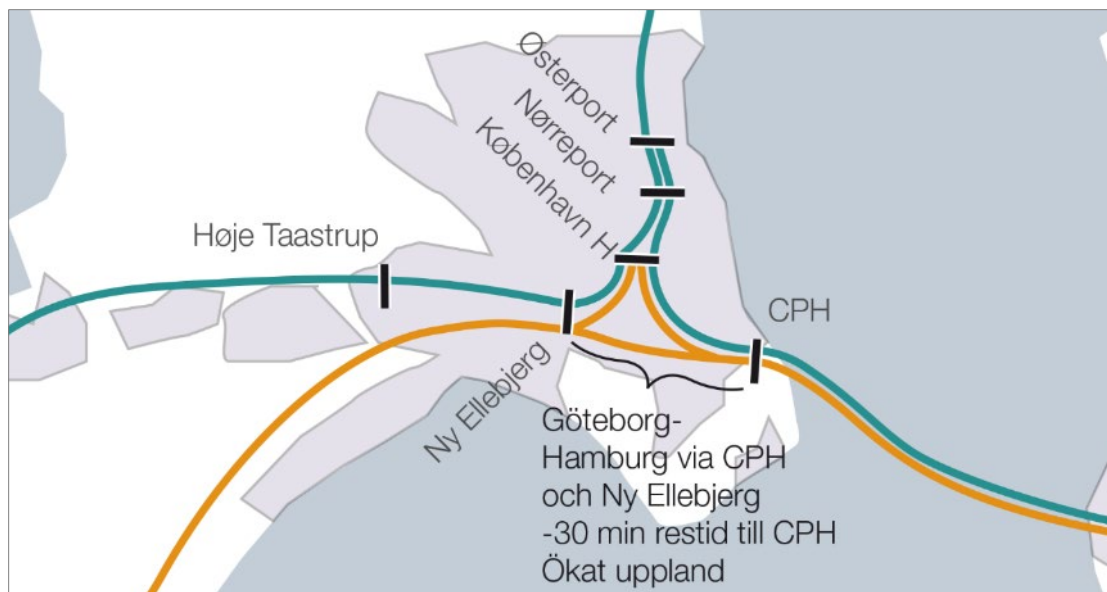 Østerport
Nørreport
København H
Høje Taastrup
CPH
Ny Ellebjerg
Göteborg-
Hamburg via CPH
och Ny Ellebjerg
-30 min restid till CPH
Ökat uppland